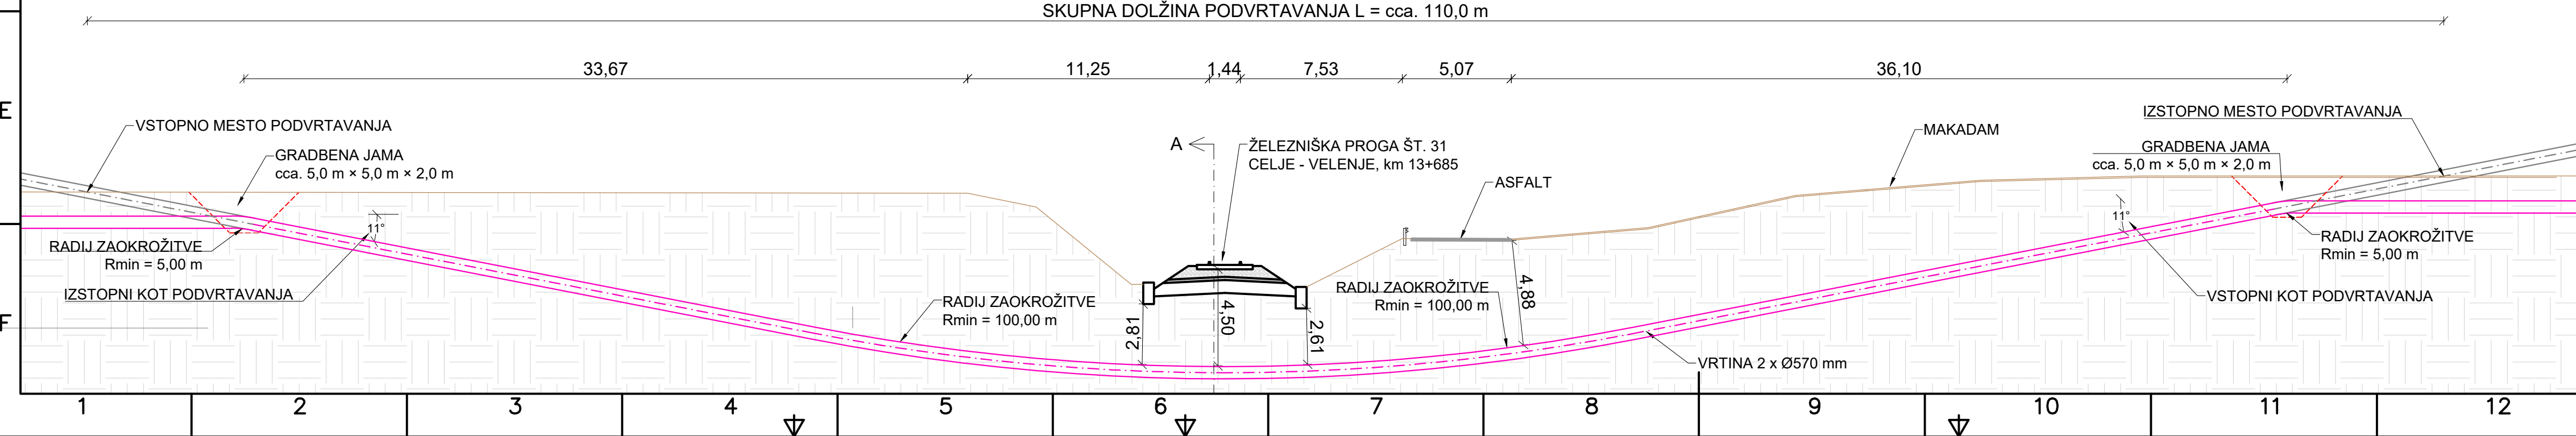 SKUPNA DOLŽINA PODVRTAVANJA L = cca. 110,0 m
33,67
11,25
1,44
7,53
5,07
36,10
E
VSTOPNO MESTO PODVRTAVANJA
GRADBENA JAMA
cca. 5,0 m × 5,0 m × 2,0 m
A
ŽELEZNIŠKA PROGA ŠT. 31
CELJE - VELENJE, km 13+685
ASFALT
MAKADAM
IZSTOPNO MESTO PODVRTAVANJA
GRADBENA JAMA
cca. 5,0 m × 5,0 m × 2,0 m
11°
11°
RADIJ ZAOKROŽITVE
Rmin = 5,00 m
RADIJ ZAOKROŽITVE
Rmin = 5,00 m
IZSTOPNI KOT PODVRTAVANJA
RADIJ ZAOKROŽITVE
Rmin = 100,00 m
RADIJ ZAOKROŽITVE
Rmin = 100,00 m
VSTOPNI KOT PODVRTAVANJA
F
2,81
4,50
2,61
4,88
VRTINA 2 x Ø570 mm
1
2
3
4
5
6
7
8
9
10
11
12